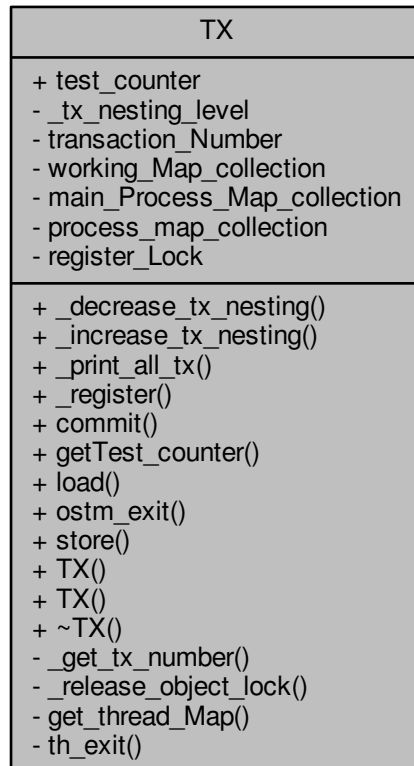 TX
+ test_counter
- _tx_nesting_level
- transaction_Number
- working_Map_collection
- main_Process_Map_collection
- process_map_collection
- register_Lock
+ _decrease_tx_nesting()
+ _increase_tx_nesting()
+ _print_all_tx()
+ _register()
+ commit()
+ getTest_counter()
+ load()
+ ostm_exit()
+ store()
+ TX()
+ TX()
+ ~TX()
- _get_tx_number()
- _release_object_lock()
- get_thread_Map()
- th_exit()